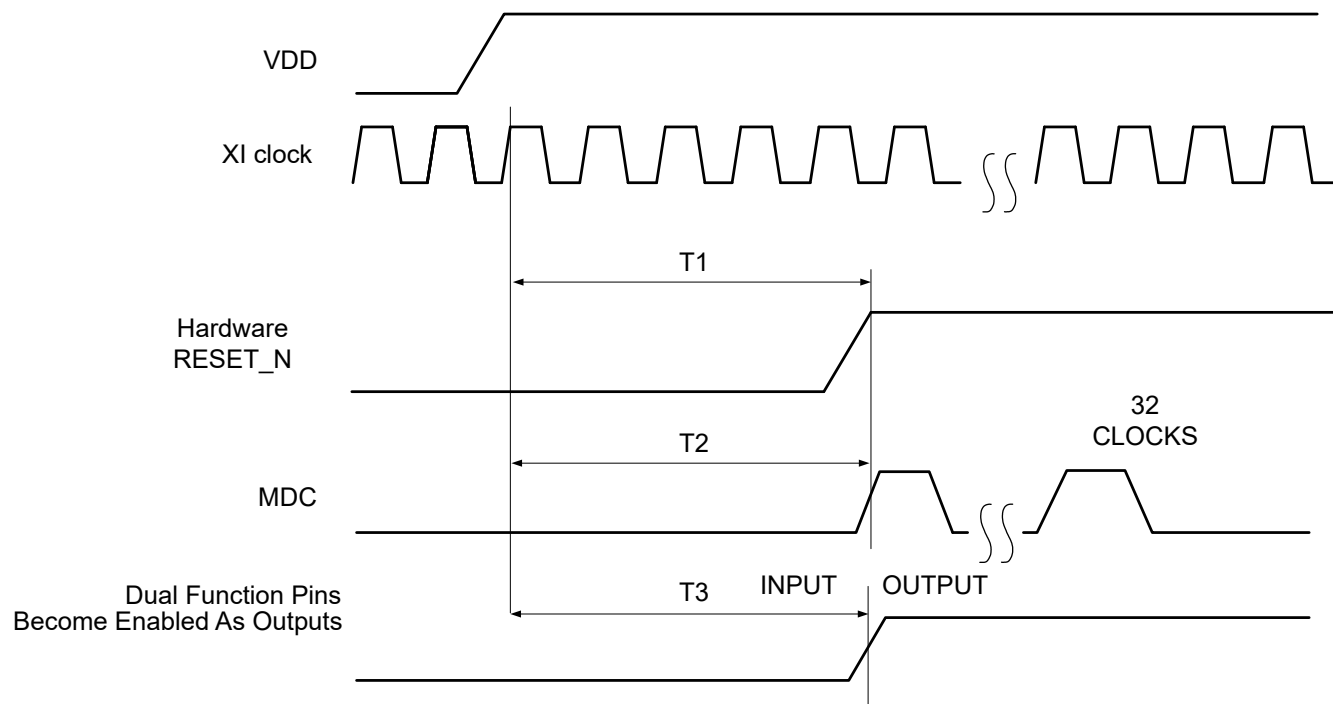 VDD
XI clock
T1
Hardware
RESET_N
32
CLOCKS
T2
MDC
INPUT OUTPUT
Dual Function Pins
T3
Become Enabled As Outputs